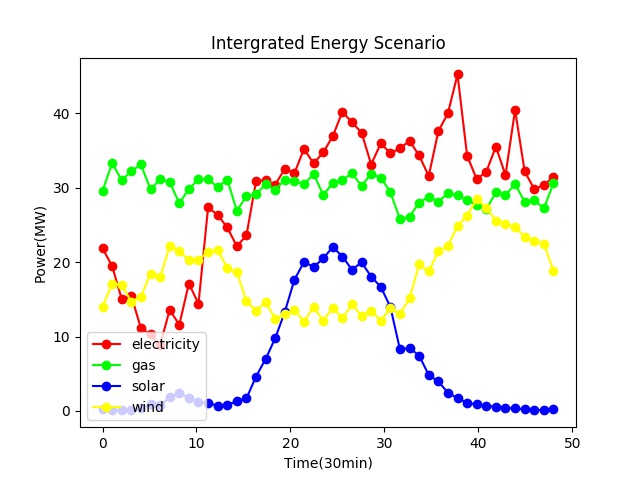 Intergrated Energy Scenario
Power(MW)
40
30
20
10
0
electricity
gas
solar
wind
0 10 20 30 40 50
Time(30min)